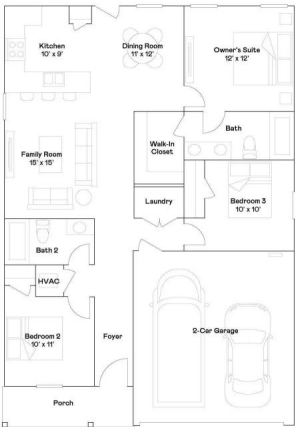 Kitchen
10' x 9'
Dining Room
11' x 12'
Owner's Suite
12' x 12'
Bath
Walk-In
Closet
Family Room
15' x 15'
Laundry
Bedroom 3
10' x 10'
Bath 2
HVAC
Bedroom 2
10' x 11'
Foyer
2-Car Garage
Porch